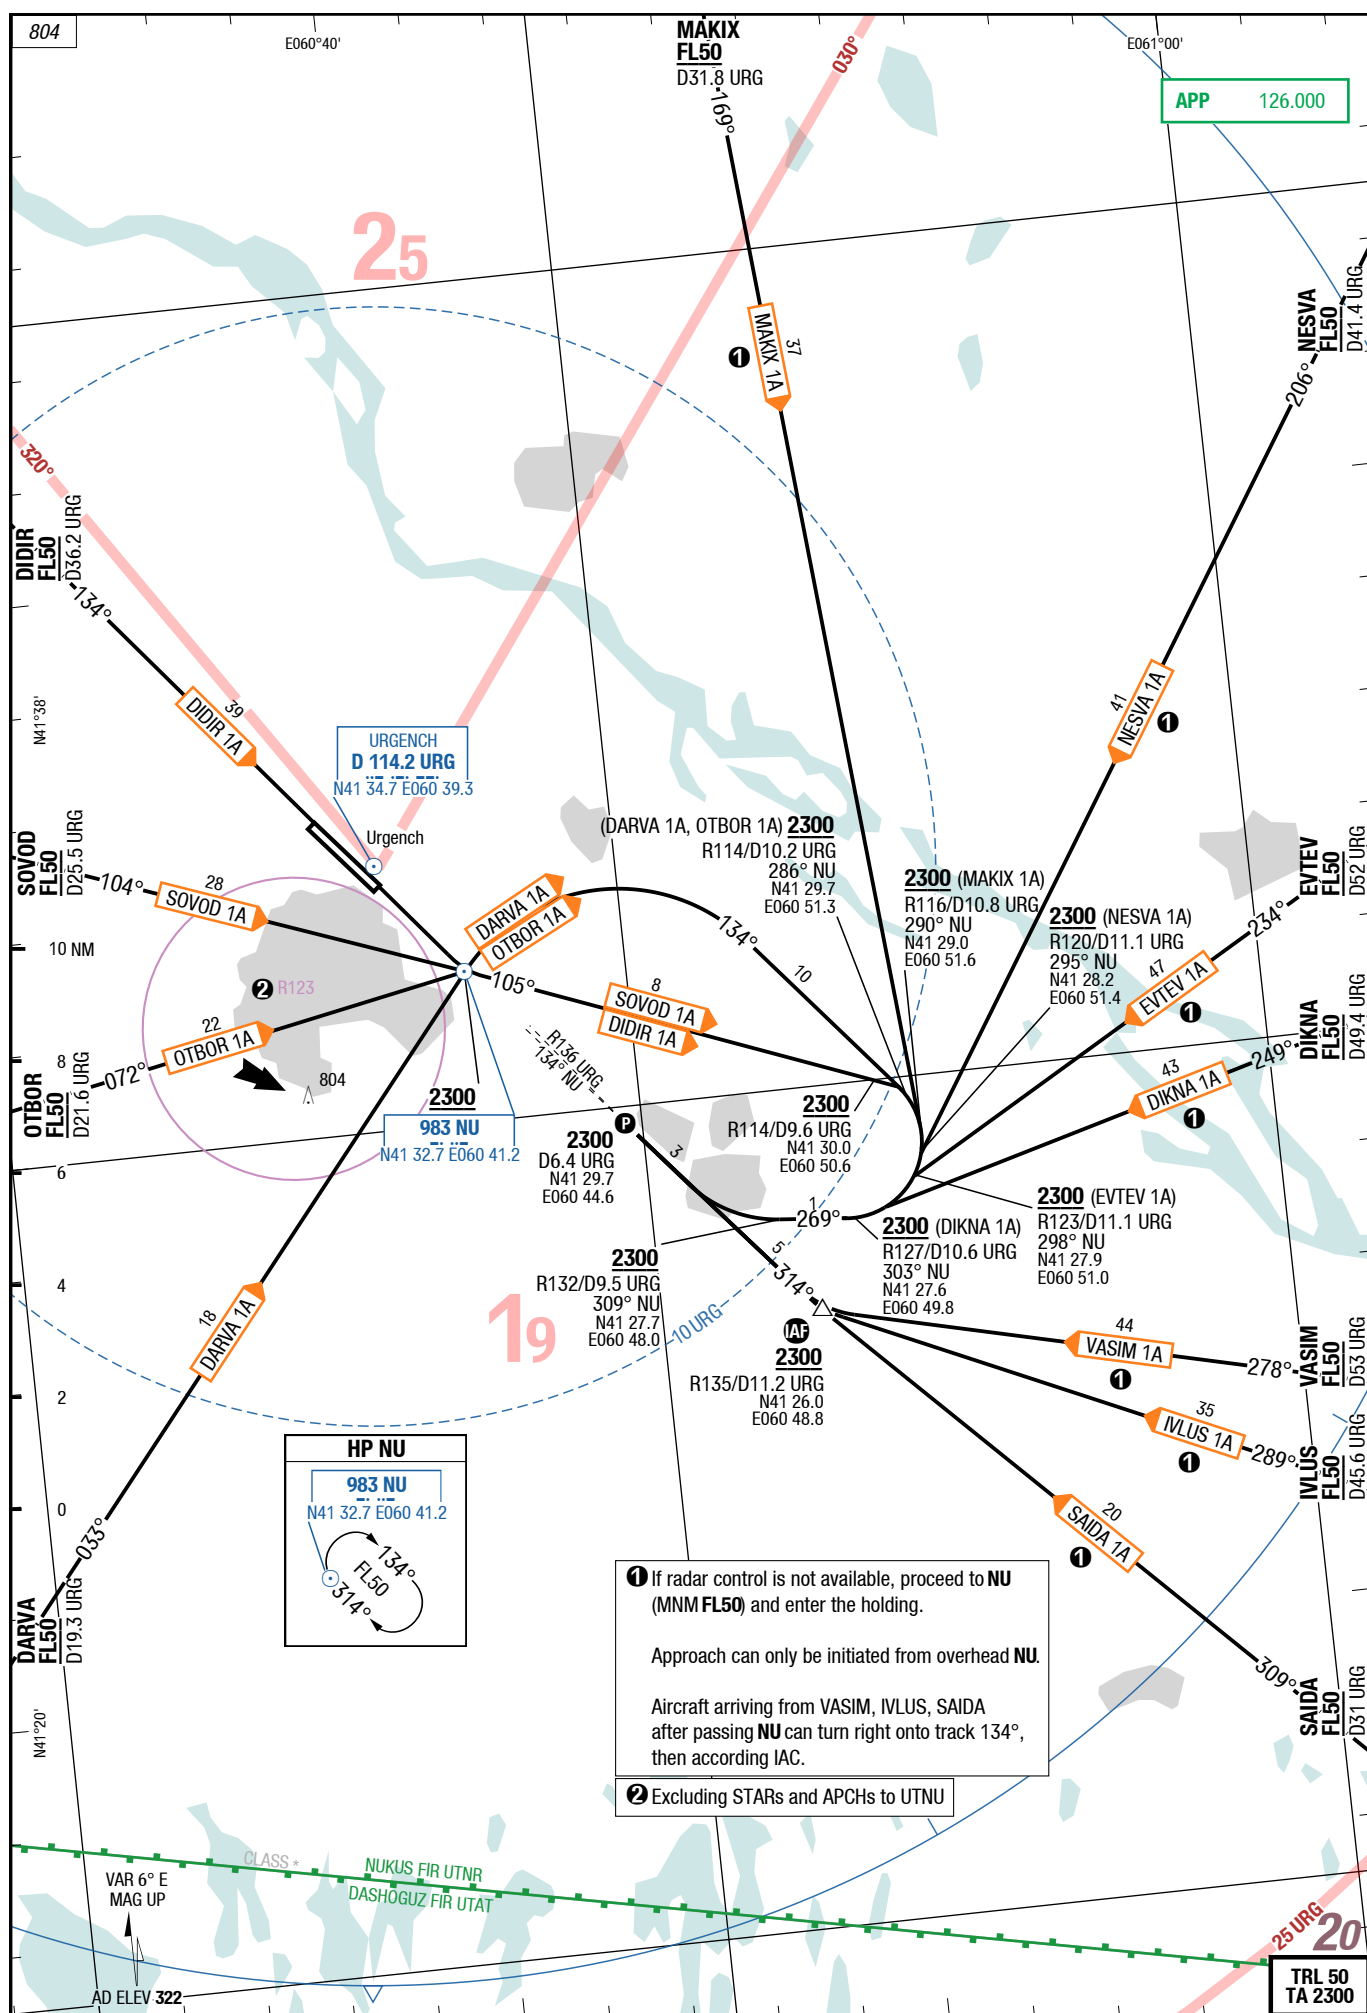 804
E060°40'
MAKIX
FL50
D31.8 URG
169°
030°
E061°00'
APP 126.000
25
MAKIX 1A
37
1
NESVA
FL50
D41.4 URG
206°
320°
DIDIR
FL50
D36.2 URG
134°
N41°38'
DIDIR 1A
39
NESVA 1A
41
1
URGENCH
D 114.2 URG
N41 34.7 E060 39.3
Urgench
SOVOD
FL50
D25.5 URG
104°
28
SOVOD 1A
DARVA 1A
OTBOR 1A
134°
10
(DARVA 1A, OTBOR 1A) 2300
R114/D10.2 URG
286° NU
N41 29.7
E060 51.3
2300 (MAKIX 1A)
R116/D10.8 URG
290° NU
N41 29.0
E060 51.6
2300 (NESVA 1A)
R120/D11.1 URG
295° NU
N41 28.2
E060 51.4
EVTEV
FL50
D52 URG
234°
47
EVTEV 1A
1
10 NM
2 R123
105°
8
SOVOD 1A
DIDIR 1A
DIKNA
FL50
D49.4 URG
249°
43
DIKNA 1A
1
22
OTBOR 1A
072°
OTBOR
FL50
D21.6 URG
8
804
R136 URG
134° NU
2300
983 NU
N41 32.7 E060 41.2
P
2300
D6.4 URG
N41 29.7
E060 44.6
3
2300
R114/D9.6 URG
N41 30.0
E060 50.6
6
1
269°
2300 (EVTEV 1A)
R123/D11.1 URG
298° NU
N41 27.9
E060 51.0
2300 (DIKNA 1A)
R127/D10.6 URG
303° NU
N41 27.6
E060 49.8
2300
R132/D9.5 URG
309° NU
N41 27.7
E060 48.0
5
314°
4
18
DARVA 1A
19
10 URG
IAF
2300
R135/D11.2 URG
N41 26.0
E060 48.8
44
VASIM 1A
1
278°
VASIM
FL50
D53 URG
2
35
IVLUS 1A
1
289°
IVLUS
FL50
D45.6 URG
HP NU
983 NU
N41 32.7 E060 41.2
134°
FL50
314°
0
033°
20
SAIDA 1A
1
309°
SAIDA
FL50
D31 URG
DARVA
FL50
D19.3 URG
N41°20'
1 If radar control is not available, proceed to NU
(MNM FL50) and enter the holding.
Approach can only be initiated from overhead NU.
Aircraft arriving from VASIM, IVLUS, SAIDA
after passing NU can turn right onto track 134°,
then according IAC.
2 Excluding STARs and APCHs to UTNU
CLASS *
NUKUS FIR UTNR
DASHOGUZ FIR UTAT
VAR 6° E
MAG UP
AD ELEV 322
25 URG
20
TRL 50
TA 2300